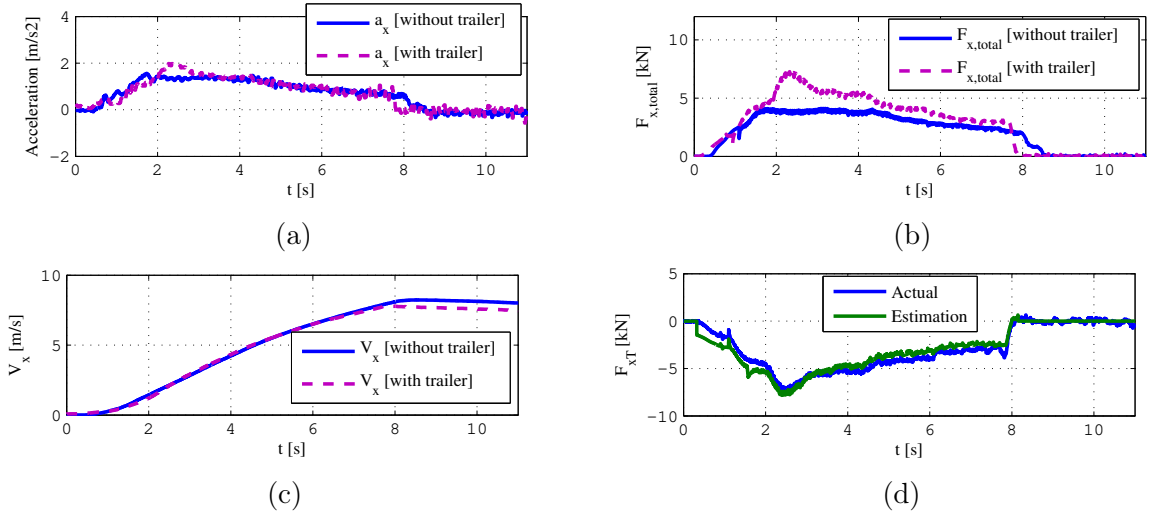 4
2
0
−2
0 2 4 6 8 10
t [s]
Acceleration [m/s2]
a_x [without trailer]
a_x [with trailer]
(a)
10
5
0
0 2 4 6 8 10
t [s]
F_x,total [kN]
F_x,total [without trailer]
F_x,total [with trailer]
(b)
10
5
0
0 2 4 6 8 10
t [s]
V_x [m/s]
V_x [without trailer]
V_x [with trailer]
(c)
5
0
−5
−10
0 2 4 6 8 10
t [s]
F_xT [kN]
Actual
Estimation
(d)